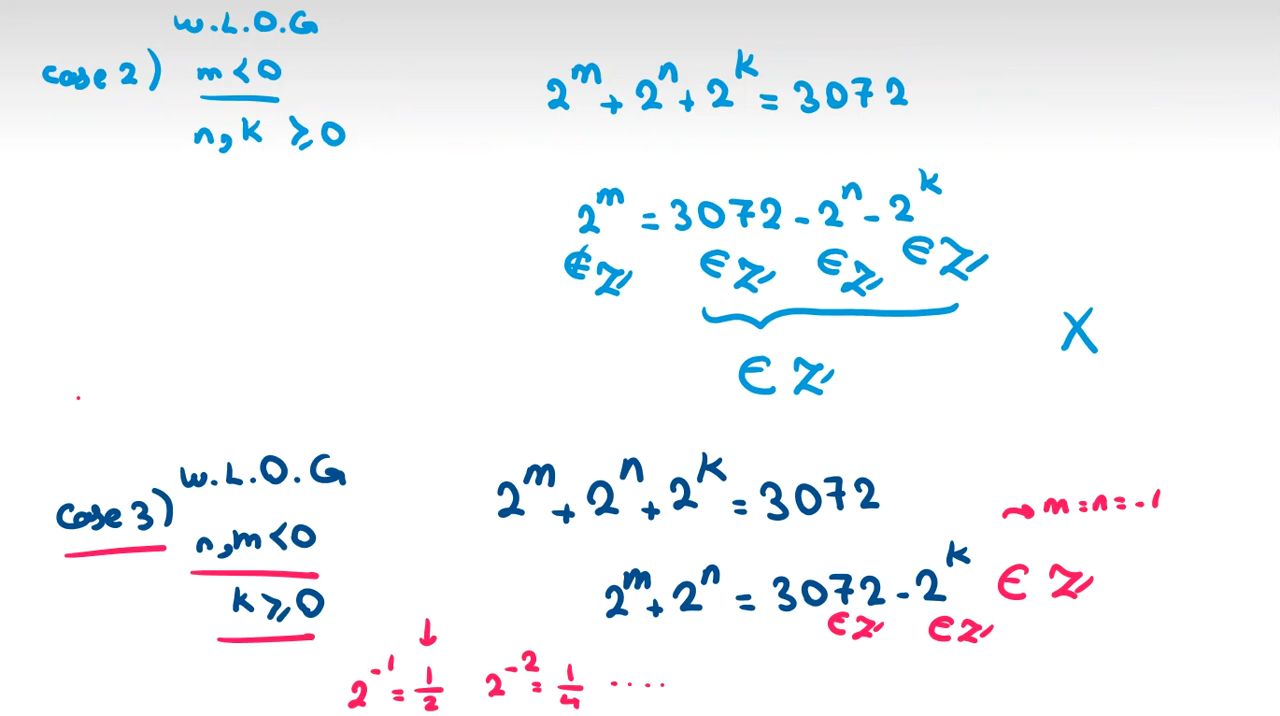 W.L.O.G
case 2) m < 0
n, k ≥ 0
2^m + 2^n + 2^k = 3072
2^m = 3072 - 2^n - 2^k
∉ Z ∈ Z ∈ Z ∈ Z
∈ Z X
W.L.O.G
case 3) n, m < 0
k ≥ 0
2^m + 2^n + 2^k = 3072
→ m = n = -1
2^m + 2^n = 3072 - 2^k ∈ Z
∈ Z ∈ Z
↓
2^-1 = 1/2 2^-2 = 1/4 .....